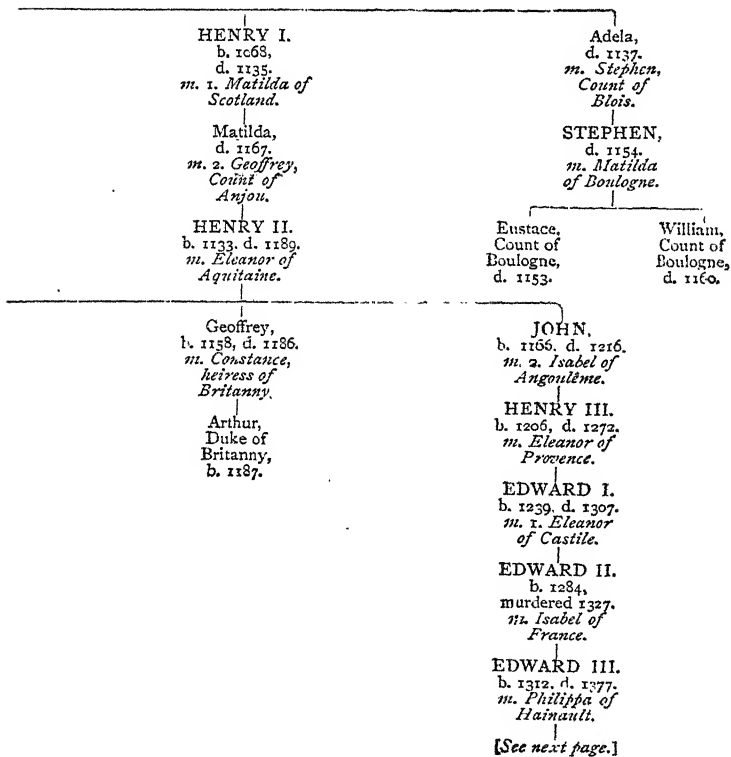 HENRY I.
b. 1068,
d. 1135.
m. 1. Matilda of
Scotland.
Matilda,
d. 1167.
m. 2. Geoffrey,
Count of
Anjou.
HENRY II.
b. 1133. d. 1189.
m. Eleanor of
Aquitaine.
Adela,
d. 1137.
m. Stephen,
Count of
Blois.
STEPHEN,
d. 1154.
m. Matilda
of Boulogne.
Eustace,
Count of
Boulogne,
d. 1153.
William,
Count of
Boulogne,
d. 1160.
Geoffrey,
b. 1158, d. 1186.
m. Constance,
heiress of
Britanny.
Arthur,
Duke of
Britanny,
b. 1187.
JOHN,
b. 1166. d. 1216.
m. 2. Isabel of
Angoulême.
HENRY III.
b. 1206, d. 1272.
m. Eleanor of
Provence.
EDWARD I.
b. 1239. d. 1307.
m. 1. Eleanor
of Castile.
EDWARD II.
b. 1284,
murdered 1327.
m. Isabel of
France.
EDWARD III.
b. 1312. d. 1377.
m. Philippa of
Hainault.
[See next page.]